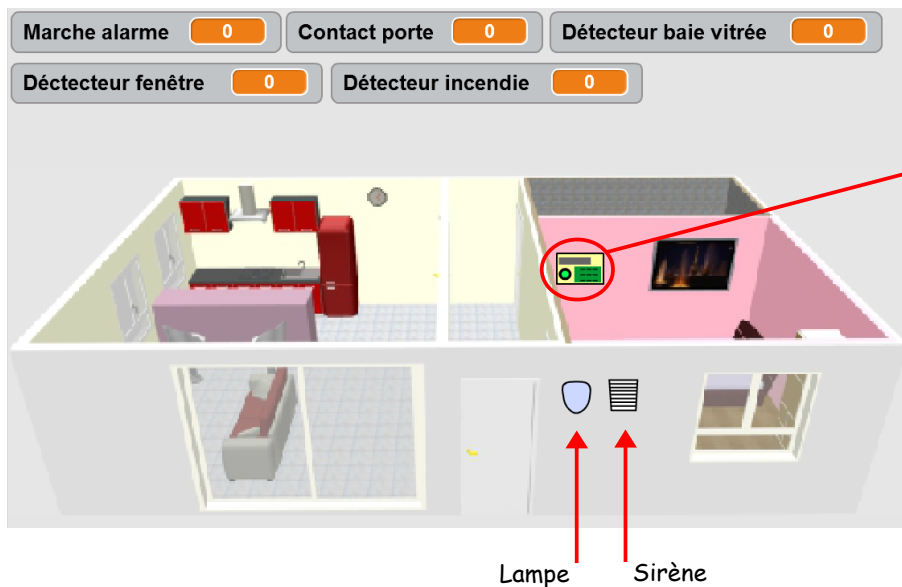 Marche alarme 0 Contact porte 0 Détecteur baie vitrée 0
Déctecteur fenêtre 0 Détecteur incendie 0
Lampe Sirène